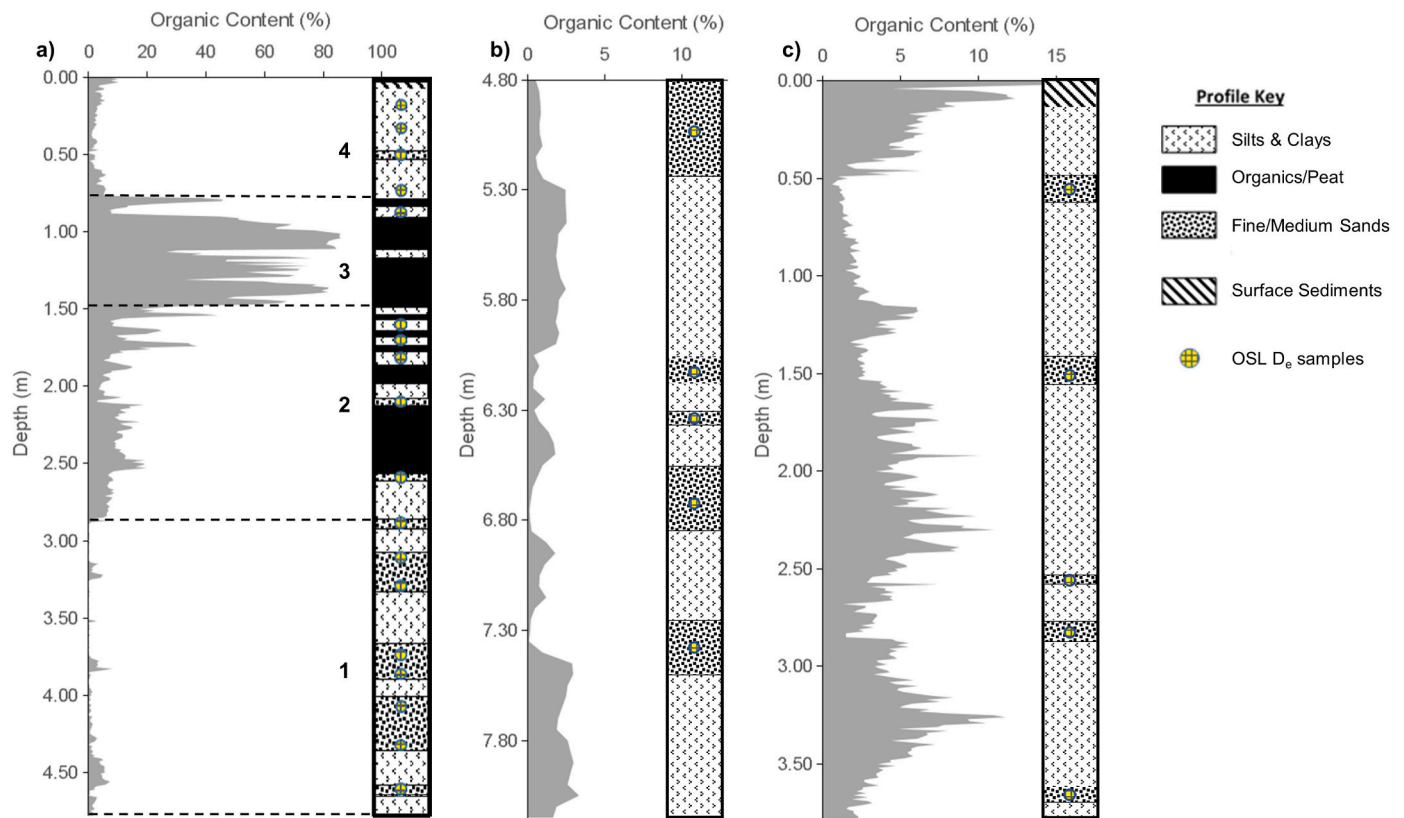 Organic Content (%)
a)
0 20 40 60 80 100
0.00
0.50
1.00
1.50
2.00
2.50
3.00
3.50
4.00
4.50
Depth (m)
4
3
2
1
Organic Content (%)
b)
0 5 10
4.80
5.30
5.80
6.30
6.80
7.30
7.80
Depth (m)
Organic Content (%)
c)
0 5 10 15
0.00
0.50
1.00
1.50
2.00
2.50
3.00
3.50
Depth (m)
Profile Key
Silts & Clays
Organics/Peat
Fine/Medium Sands
Surface Sediments
OSL De samples